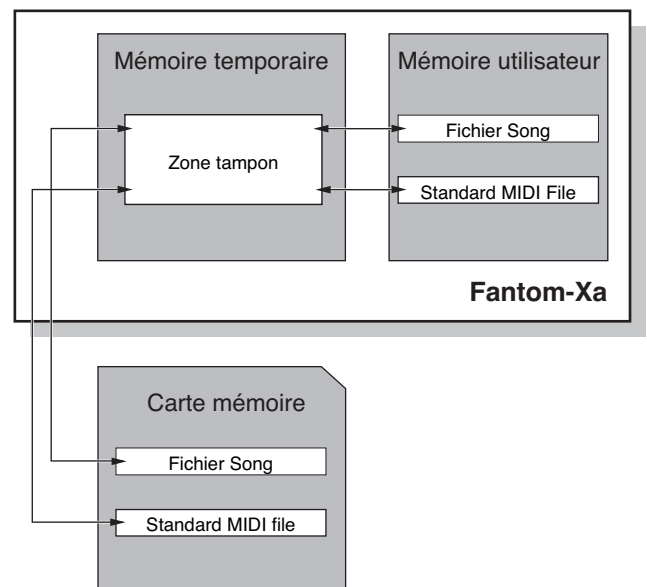 Mémoire temporaire
Mémoire utilisateur
Zone tampon
Fichier Song
Standard MIDI File
Fantom-Xa
Carte mémoire
Fichier Song
Standard MIDI file